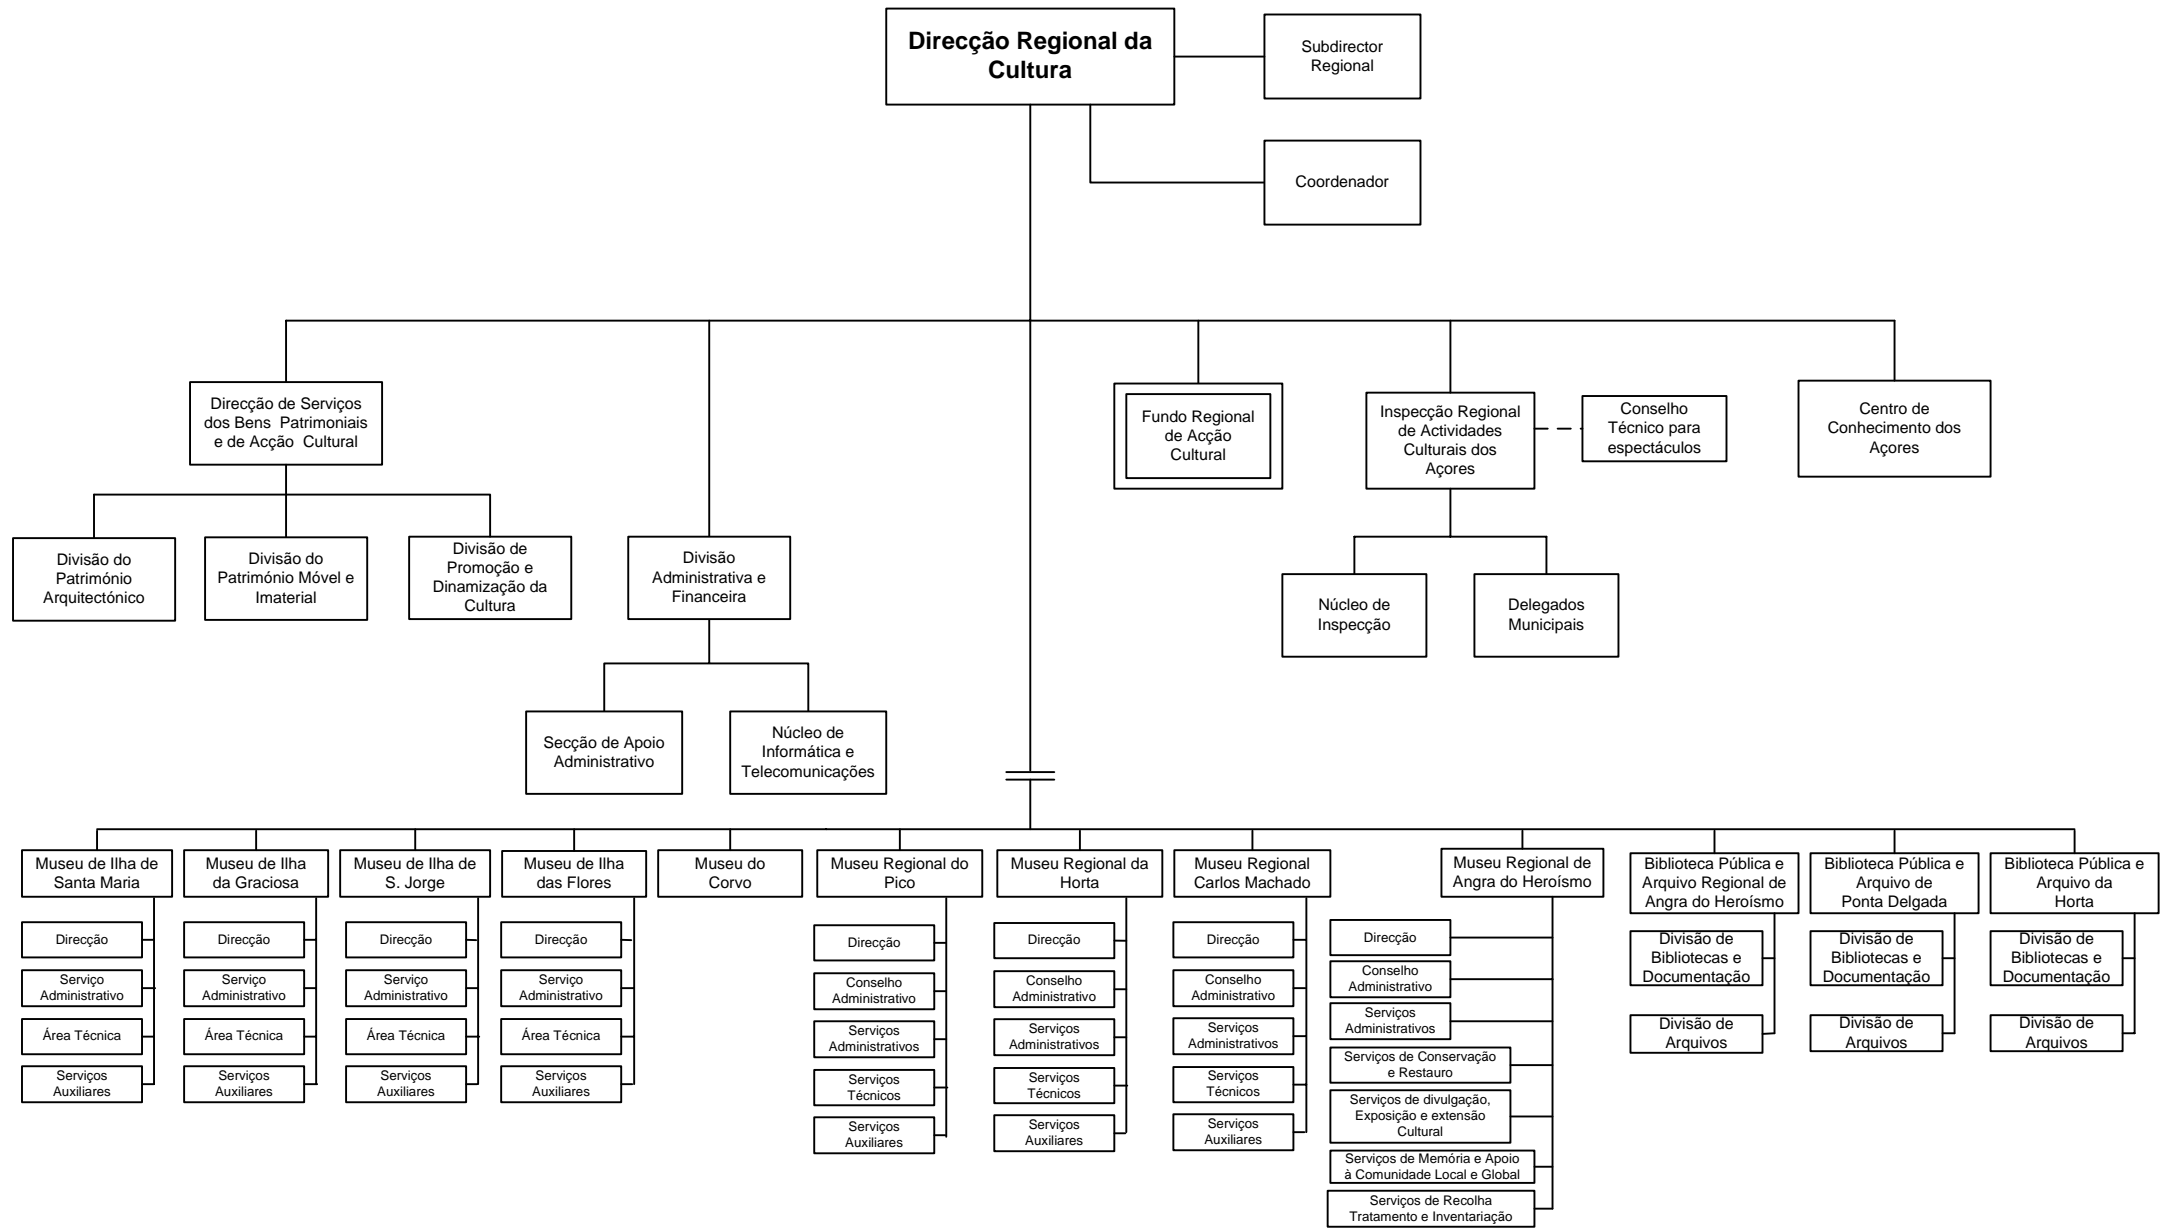 Direcção Regional da
Cultura
Subdirector
Regional
Coordenador
Direcção de Serviços
dos Bens Patrimoniais
e de Acção Cultural
Fundo Regional
de Acção
Cultural
Inspecção Regional
de Actividades
Culturais dos
Açores
Conselho
Técnico para
espectáculos
Centro de
Conhecimento dos
Açores
Divisão do
Património
Arquitectónico
Divisão do
Património Móvel e
Imaterial
Divisão de
Promoção e
Dinamização da
Cultura
Divisão
Administrativa e
Financeira
Núcleo de
Inspecção
Delegados
Municipais
Secção de Apoio
Administrativo
Núcleo de
Informática e
Telecomunicações
Museu de Ilha de
Santa Maria
Direcção
Serviço
Administrativo
Área Técnica
Serviços
Auxiliares
Museu de Ilha
da Graciosa
Direcção
Serviço
Administrativo
Área Técnica
Serviços
Auxiliares
Museu de Ilha de
S. Jorge
Direcção
Serviço
Administrativo
Área Técnica
Serviços
Auxiliares
Museu de Ilha
das Flores
Direcção
Serviço
Administrativo
Área Técnica
Serviços
Auxiliares
Museu do
Corvo
Museu Regional do
Pico
Direcção
Conselho
Administrativo
Serviços
Administrativos
Serviços
Técnicos
Serviços
Auxiliares
Museu Regional da
Horta
Direcção
Conselho
Administrativo
Serviços
Administrativos
Serviços
Técnicos
Serviços
Auxiliares
Museu Regional
Carlos Machado
Direcção
Conselho
Administrativo
Serviços
Administrativos
Serviços
Técnicos
Serviços
Auxiliares
Museu Regional de
Angra do Heroísmo
Direcção
Conselho
Administrativo
Serviços
Administrativos
Serviços de Conservação
e Restauro
Serviços de divulgação,
Exposição e extensão
Cultural
Serviços de Memória e Apoio
à Comunidade Local e Global
Serviços de Recolha
Tratamento e Inventariação
Biblioteca Pública e
Arquivo Regional de
Angra do Heroísmo
Divisão de
Bibliotecas e
Documentação
Divisão de
Arquivos
Biblioteca Pública e
Arquivo de
Ponta Delgada
Divisão de
Bibliotecas e
Documentação
Divisão de
Arquivos
Biblioteca Pública e
Arquivo da
Horta
Divisão de
Bibliotecas e
Documentação
Divisão de
Arquivos